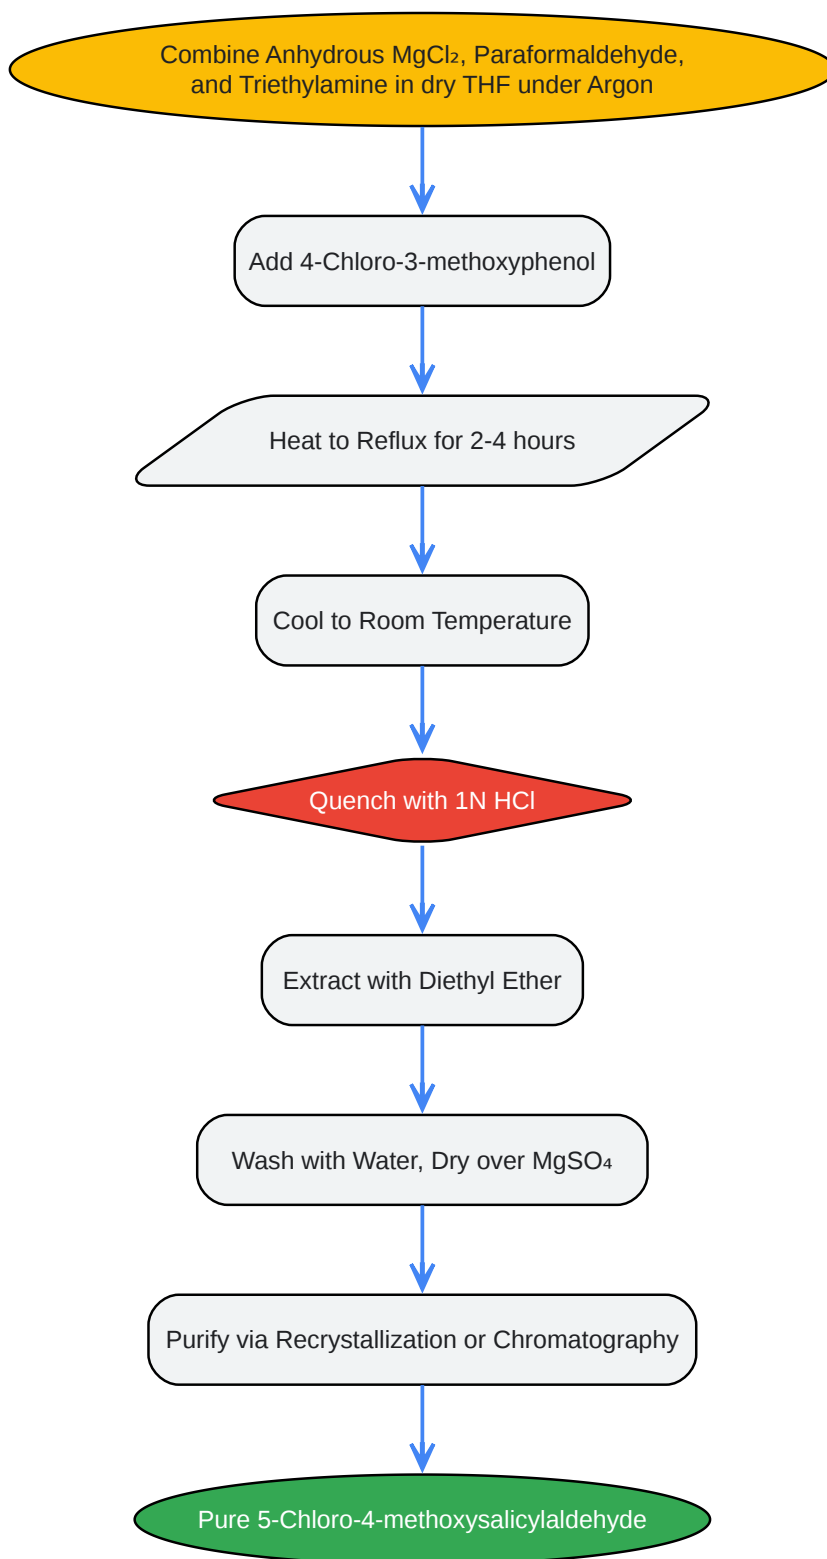 Combine Anhydrous MgCl₂, Paraformaldehyde,
and Triethylamine in dry THF under Argon
Add 4-Chloro-3-methoxyphenol
Heat to Reflux for 2-4 hours
Cool to Room Temperature
Quench with 1N HCl
Extract with Diethyl Ether
Wash with Water, Dry over MgSO₄
Purify via Recrystallization or Chromatography
Pure 5-Chloro-4-methoxysalicylaldehyde